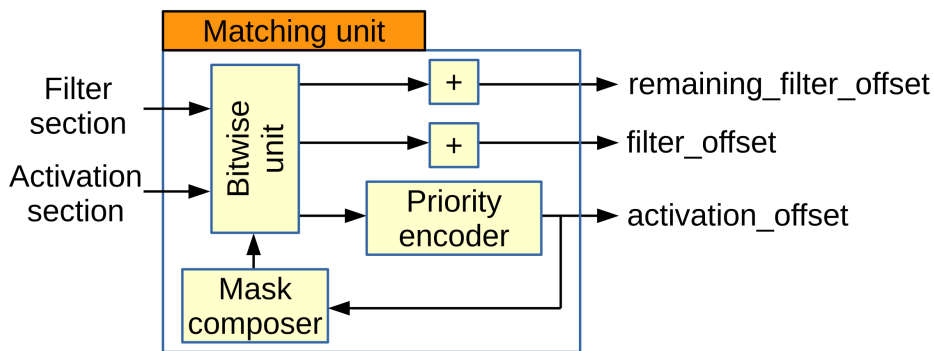 Matching unit
Filter
section
Activation
section
Bitwise
unit
+
remaining_filter_offset
+
filter_offset
Priority
encoder
activation_offset
Mask
composer